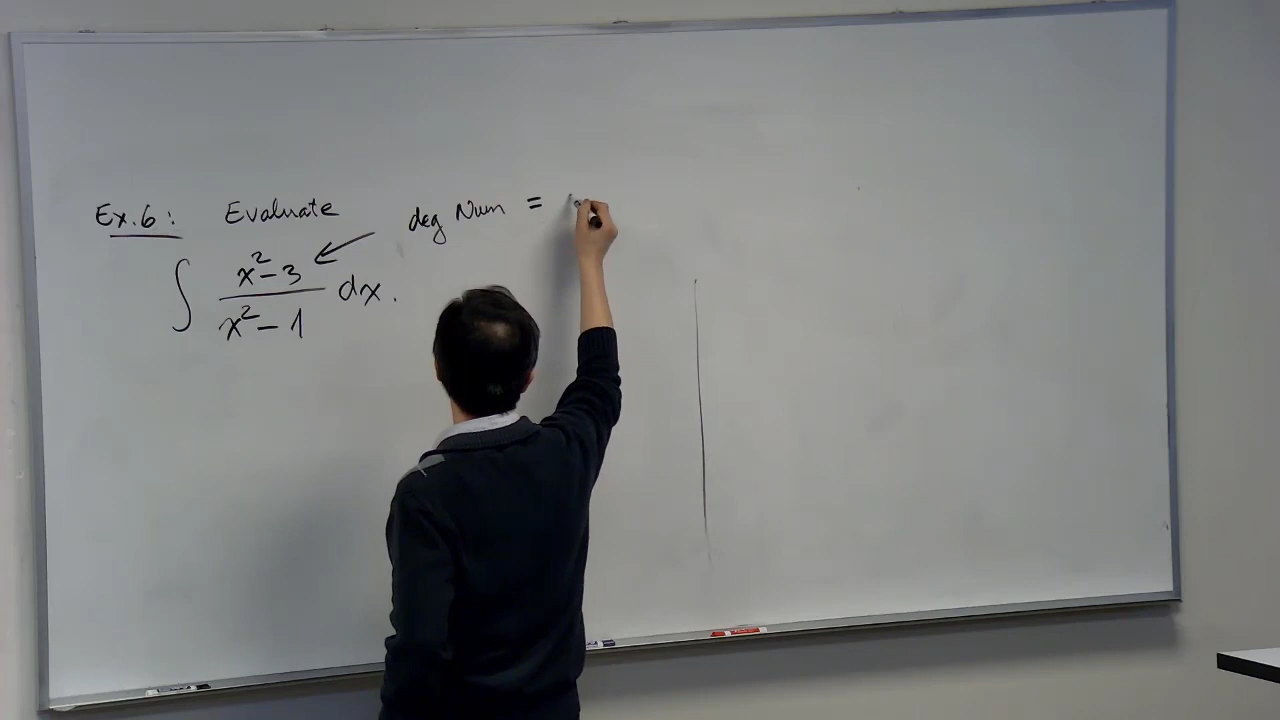 Ex.6: Evaluate deg Num =
∫ x²-3 / x²-1 dx.